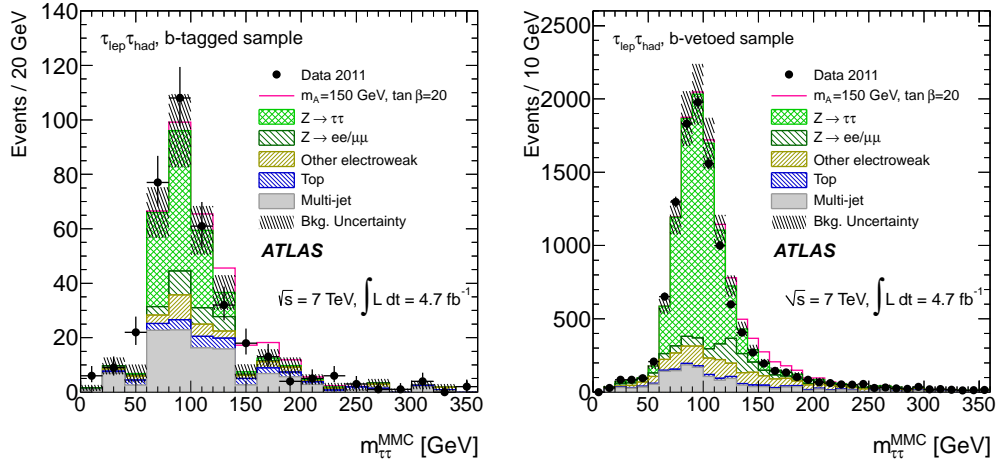 τlepτhad, b-tagged sample
Data 2011
mA=150 GeV, tan β=20
Z → ττ
Z → ee/μμ
Other electroweak
Top
Multi-jet
Bkg. Uncertainty
ATLAS
√s = 7 TeV, ∫ L dt = 4.7 fb⁻¹
Events / 20 GeV
140
120
100
80
60
40
20
0
0 50 100 150 200 250 300 350
mττ^MMC [GeV]
τlepτhad, b-vetoed sample
Data 2011
mA=150 GeV, tan β=20
Z → ττ
Z → ee/μμ
Other electroweak
Top
Multi-jet
Bkg. Uncertainty
ATLAS
√s = 7 TeV, ∫ L dt = 4.7 fb⁻¹
Events / 10 GeV
2500
2000
1500
1000
500
0
0 50 100 150 200 250 300 350
mττ^MMC [GeV]